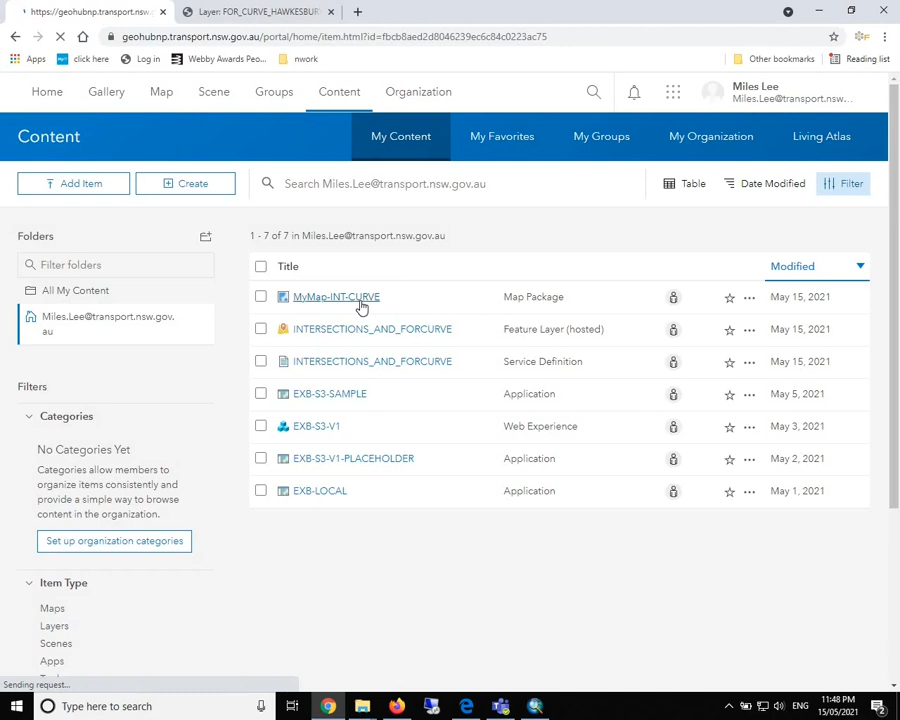 https://geohubnp.transport.nsw.go
Layer: FOR_CURVE_HAWKESBUR
geohubnp.transport.nsw.gov.au/portal/home/item.html?id=fbcb8aed2d8046239ec6c84c0223ac75
Apps
click here
Log in
Webby Awards Peo...
nwork
Other bookmarks
Reading list
Home
Gallery
Map
Scene
Groups
Content
Organization
Miles Lee
Miles.Lee@transport.nsw...
Content
My Content
My Favorites
My Groups
My Organization
Living Atlas
Add Item
Create
Search Miles.Lee@transport.nsw.gov.au
Table
Date Modified
Filter
Folders
1 - 7 of 7 in Miles.Lee@transport.nsw.gov.au
Filter folders
Title
Modified
All My Content
MyMap-INT-CURVE
Map Package
May 15, 2021
Miles.Lee@transport.nsw.gov.
au
INTERSECTIONS_AND_FORCURVE
Feature Layer (hosted)
May 15, 2021
INTERSECTIONS_AND_FORCURVE
Service Definition
May 15, 2021
Filters
EXB-S3-SAMPLE
Application
May 5, 2021
Categories
EXB-S3-V1
Web Experience
May 3, 2021
No Categories Yet
Categories allow members to
organize items consistently and
provide a simple way to browse
content in the organization.
EXB-S3-V1-PLACEHOLDER
Application
May 2, 2021
EXB-LOCAL
Application
May 1, 2021
Set up organization categories
Item Type
Maps
Layers
Scenes
Apps
Sending request...
Type here to search
11:48 PM
15/05/2021
2